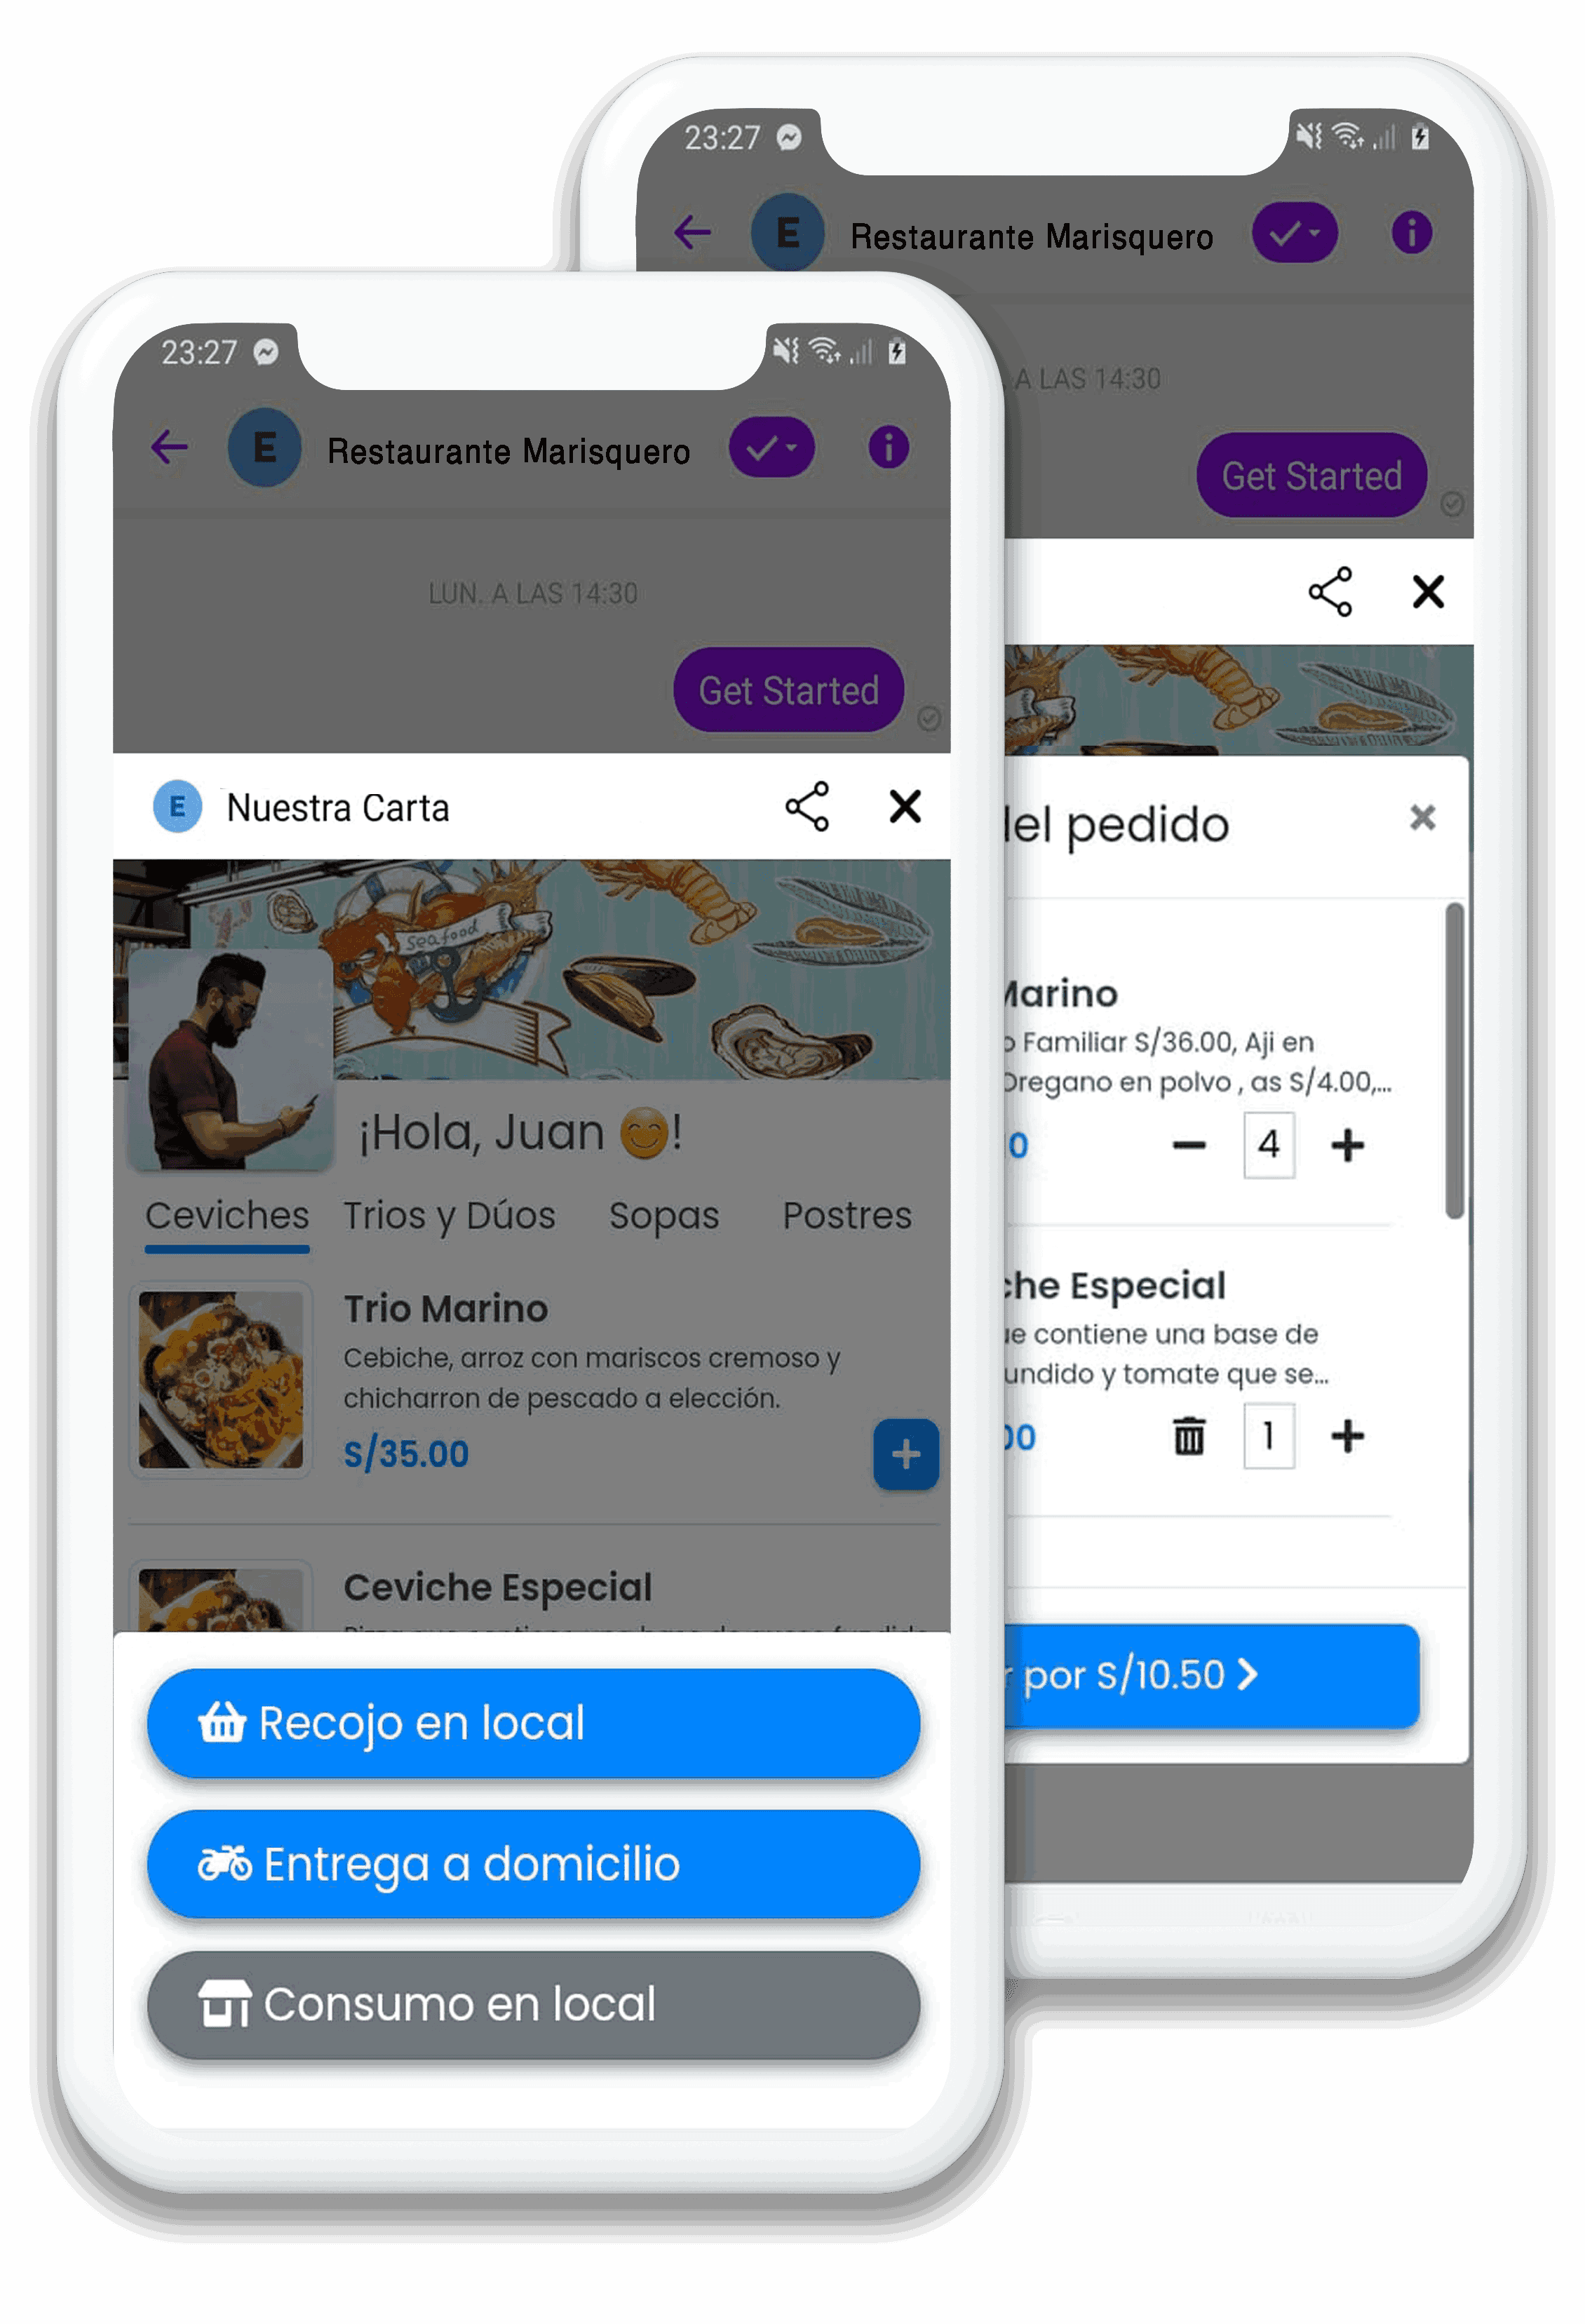 23:27
Restaurante Marisquero
LUN. A LAS 14:30
Get Started
Nuestra Carta
Seafood
¡Hola, Juan 😊!
Ceviches Trios y Dúos Sopas Postres
Trio Marino
Cebiche, arroz con mariscos cremoso y
chicharron de pescado a elección.
S/35.00
Ceviche Especial
Recojo en local
Entrega a domicilio
Consumo en local
23:27
Restaurante Marisquero
A LAS 14:30
Get Started
del pedido
Marino
Familiar S/36.00, Aji en
Oregano en polvo , as S/4.00,...
0
4
che Especial
ue contiene una base de
undido y tomate que se...
00
1
r por S/10.50